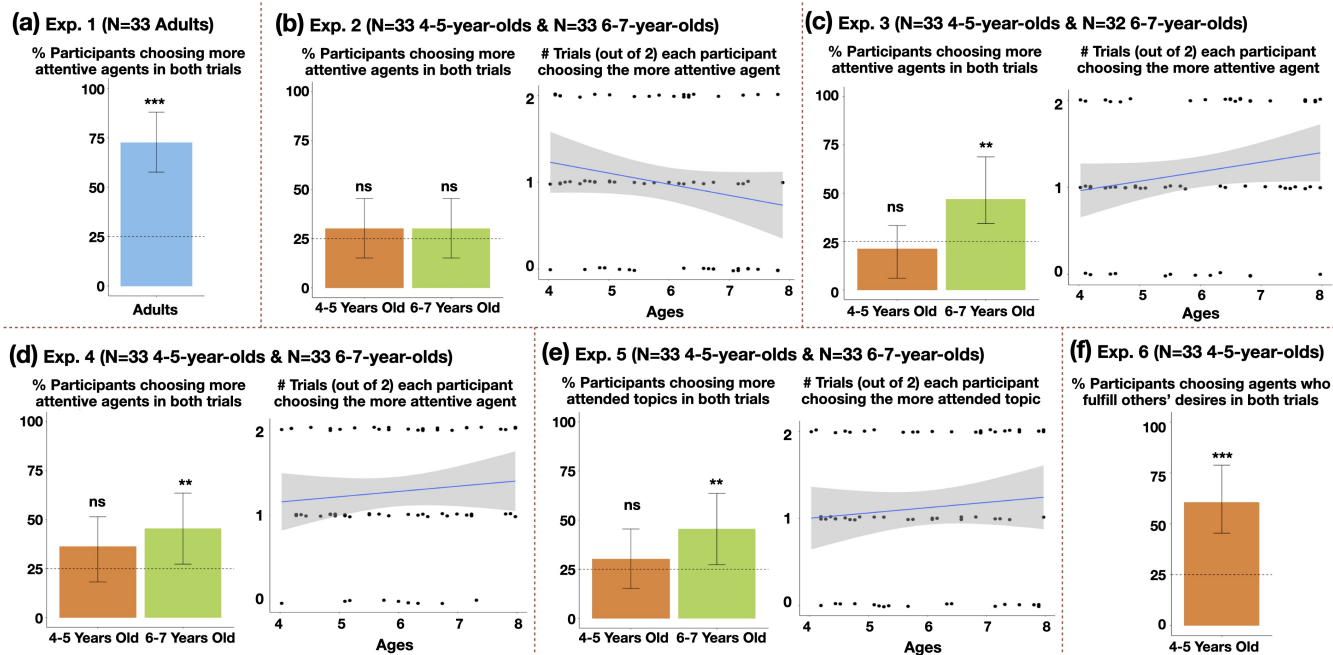 (a) Exp. 1 (N=33 Adults)
% Participants choosing more
attentive agents in both trials
100
75
50
25
0
***
Adults
(b) Exp. 2 (N=33 4-5-year-olds & N=33 6-7-year-olds)
% Participants choosing more
attentive agents in both trials
100
75
50
25
0
ns
ns
4-5 Years Old
6-7 Years Old
# Trials (out of 2) each participant
choosing the more attentive agent
2
1
0
4
5
6
7
8
Ages
(c) Exp. 3 (N=33 4-5-year-olds & N=32 6-7-year-olds)
% Participants choosing more
attentive agents in both trials
100
75
50
25
0
ns
**
4-5 Years Old
6-7 Years Old
# Trials (out of 2) each participant
choosing the more attentive agent
2
1
0
4
5
6
7
8
Ages
(d) Exp. 4 (N=33 4-5-year-olds & N=33 6-7-year-olds)
% Participants choosing more
attentive agents in both trials
100
75
50
25
0
ns
**
4-5 Years Old
6-7 Years Old
# Trials (out of 2) each participant
choosing the more attentive agent
2
1
0
4
5
6
7
8
Ages
(e) Exp. 5 (N=33 4-5-year-olds & N=33 6-7-year-olds)
% Participants choosing more
attended topics in both trials
100
75
50
25
0
ns
**
4-5 Years Old
6-7 Years Old
# Trials (out of 2) each participant
choosing the more attended topic
2
1
0
4
5
6
7
8
Ages
(f) Exp. 6 (N=33 4-5-year-olds)
% Participants choosing agents who
fulfill others’ desires in both trials
100
75
50
25
0
***
4-5 Years Old